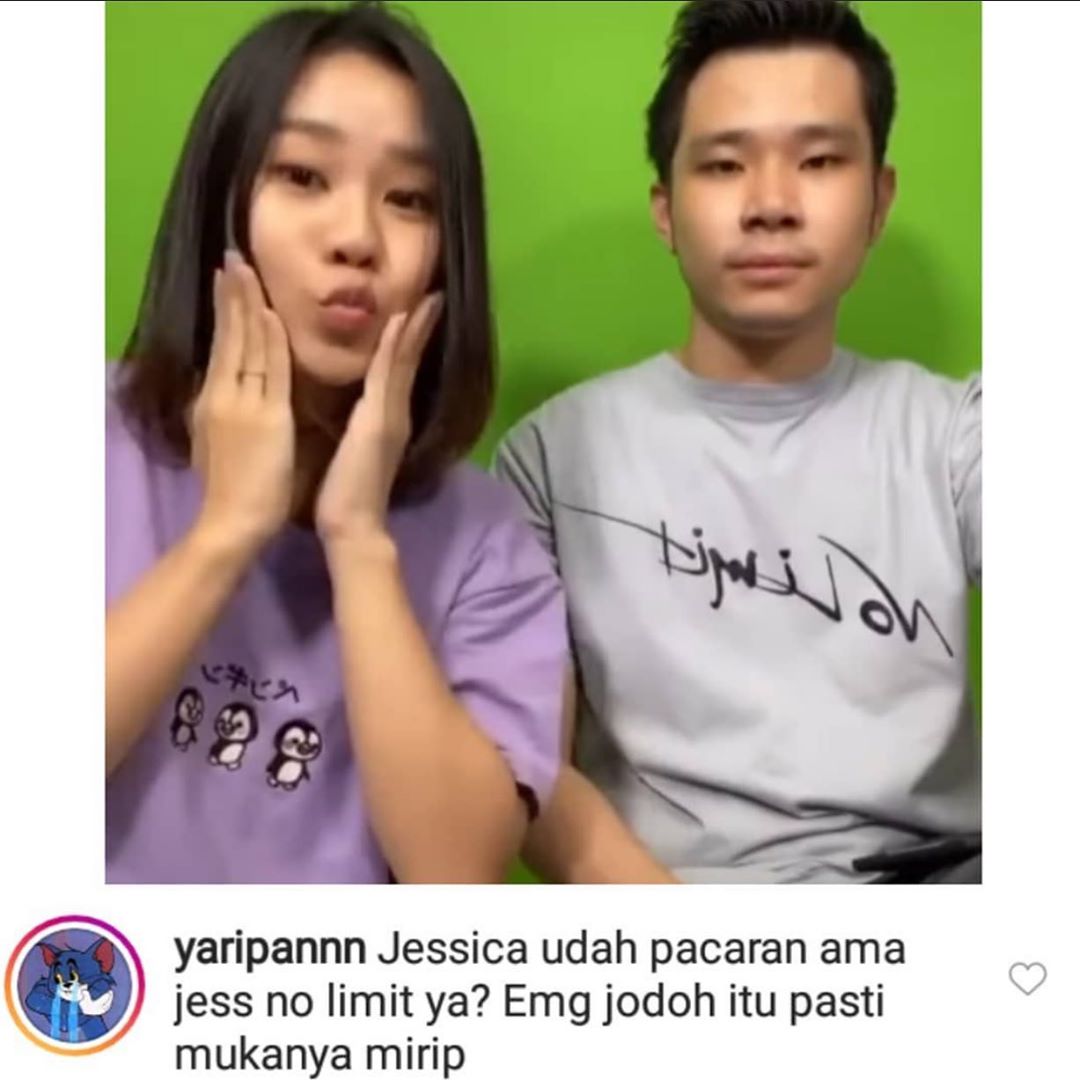 No Limit
yaripannn Jessica udah pacaran ama
jess no limit ya? Emg jodoh itu pasti
mukanya mirip